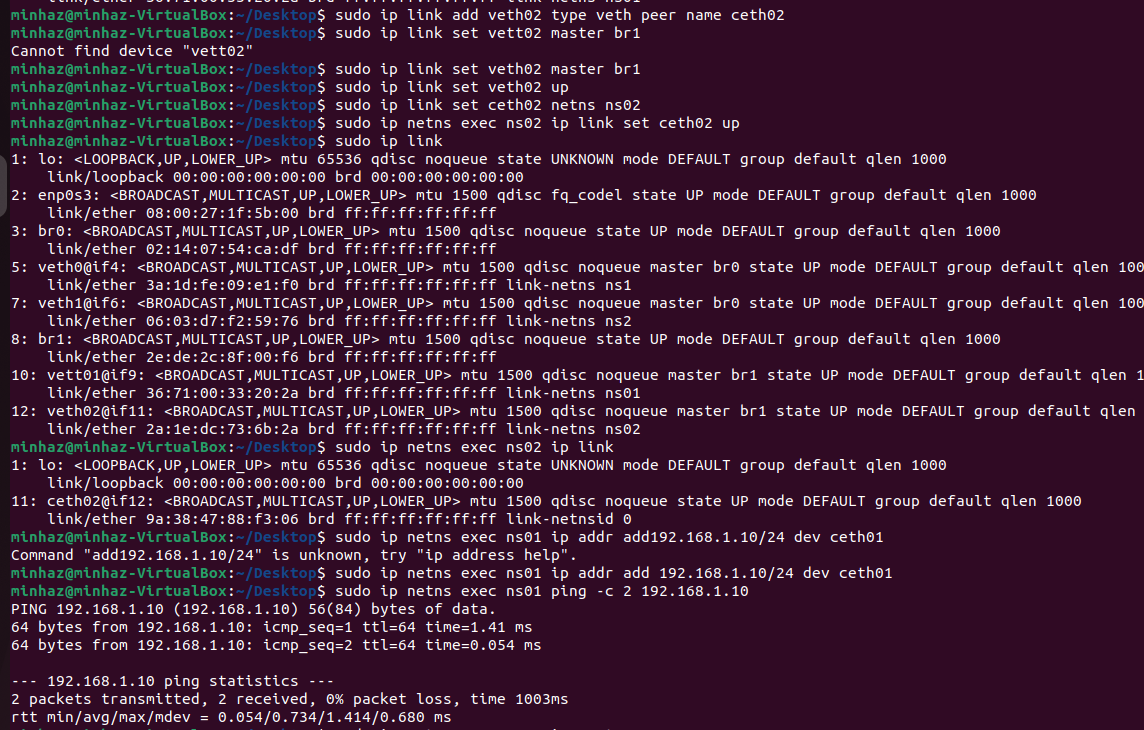 minhaz@minhaz-VirtualBox:~/Desktop$ sudo ip link add veth02 type veth peer name ceth02
minhaz@minhaz-VirtualBox:~/Desktop$ sudo ip link set vett02 master br1
Cannot find device "vett02"
minhaz@minhaz-VirtualBox:~/Desktop$ sudo ip link set veth02 master br1
minhaz@minhaz-VirtualBox:~/Desktop$ sudo ip link set veth02 up
minhaz@minhaz-VirtualBox:~/Desktop$ sudo ip link set ceth02 netns ns02
minhaz@minhaz-VirtualBox:~/Desktop$ sudo ip netns exec ns02 ip link set ceth02 up
minhaz@minhaz-VirtualBox:~/Desktop$ sudo ip link
1: lo: <LOOPBACK,UP,LOWER_UP> mtu 65536 qdisc noqueue state UNKNOWN mode DEFAULT group default qlen 1000
    link/loopback 00:00:00:00:00:00 brd 00:00:00:00:00:00
2: enp0s3: <BROADCAST,MULTICAST,UP,LOWER_UP> mtu 1500 qdisc fq_codel state UP mode DEFAULT group default qlen 1000
    link/ether 08:00:27:1f:5b:00 brd ff:ff:ff:ff:ff:ff
3: br0: <BROADCAST,MULTICAST,UP,LOWER_UP> mtu 1500 qdisc noqueue state UP mode DEFAULT group default qlen 1000
    link/ether 02:14:07:54:ca:df brd ff:ff:ff:ff:ff:ff
5: veth0@if4: <BROADCAST,MULTICAST,UP,LOWER_UP> mtu 1500 qdisc noqueue master br0 state UP mode DEFAULT group default qlen 100
    link/ether 3a:1d:fe:09:e1:f0 brd ff:ff:ff:ff:ff:ff link-netns ns1
7: veth1@if6: <BROADCAST,MULTICAST,UP,LOWER_UP> mtu 1500 qdisc noqueue master br0 state UP mode DEFAULT group default qlen 100
    link/ether 06:03:d7:f2:59:76 brd ff:ff:ff:ff:ff:ff link-netns ns2
8: br1: <BROADCAST,MULTICAST,UP,LOWER_UP> mtu 1500 qdisc noqueue state UP mode DEFAULT group default qlen 1000
    link/ether 2e:de:2c:8f:00:f6 brd ff:ff:ff:ff:ff:ff
10: vett01@if9: <BROADCAST,MULTICAST,UP,LOWER_UP> mtu 1500 qdisc noqueue master br1 state UP mode DEFAULT group default qlen 1
    link/ether 36:71:00:33:20:2a brd ff:ff:ff:ff:ff:ff link-netns ns01
12: veth02@if11: <BROADCAST,MULTICAST,UP,LOWER_UP> mtu 1500 qdisc noqueue master br1 state UP mode DEFAULT group default qlen
    link/ether 2a:1e:dc:73:6b:2a brd ff:ff:ff:ff:ff:ff link-netns ns02
minhaz@minhaz-VirtualBox:~/Desktop$ sudo ip netns exec ns02 ip link
1: lo: <LOOPBACK,UP,LOWER_UP> mtu 65536 qdisc noqueue state UNKNOWN mode DEFAULT group default qlen 1000
    link/loopback 00:00:00:00:00:00 brd 00:00:00:00:00:00
11: ceth02@if12: <BROADCAST,MULTICAST,UP,LOWER_UP> mtu 1500 qdisc noqueue state UP mode DEFAULT group default qlen 1000
    link/ether 9a:38:47:88:f3:06 brd ff:ff:ff:ff:ff:ff link-netnsid 0
minhaz@minhaz-VirtualBox:~/Desktop$ sudo ip netns exec ns01 ip addr add192.168.1.10/24 dev ceth01
Command "add192.168.1.10/24" is unknown, try "ip address help".
minhaz@minhaz-VirtualBox:~/Desktop$ sudo ip netns exec ns01 ip addr add 192.168.1.10/24 dev ceth01
minhaz@minhaz-VirtualBox:~/Desktop$ sudo ip netns exec ns01 ping -c 2 192.168.1.10
PING 192.168.1.10 (192.168.1.10) 56(84) bytes of data.
64 bytes from 192.168.1.10: icmp_seq=1 ttl=64 time=1.41 ms
64 bytes from 192.168.1.10: icmp_seq=2 ttl=64 time=0.054 ms

--- 192.168.1.10 ping statistics ---
2 packets transmitted, 2 received, 0% packet loss, time 1003ms
rtt min/avg/max/mdev = 0.054/0.734/1.414/0.680 ms